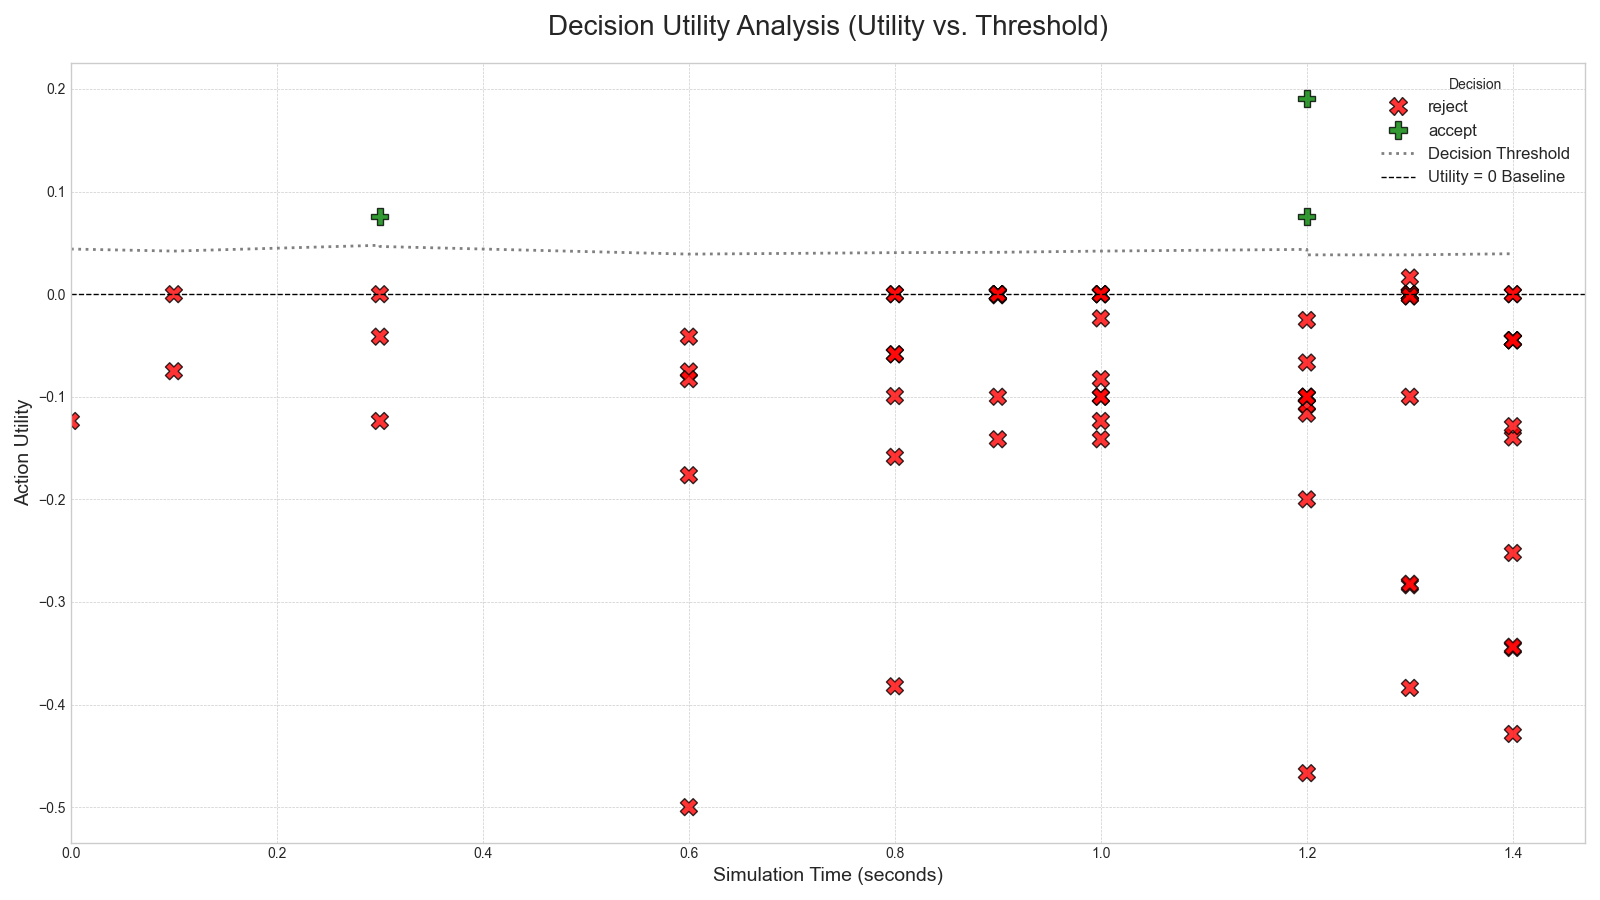 Decision Utility Analysis (Utility vs. Threshold)
Decision
reject
accept
Decision Threshold
Utility = 0 Baseline
Action Utility
0.2
0.1
0.0
−0.1
−0.2
−0.3
−0.4
−0.5
0.0 0.2 0.4 0.6 0.8 1.0 1.2 1.4
Simulation Time (seconds)